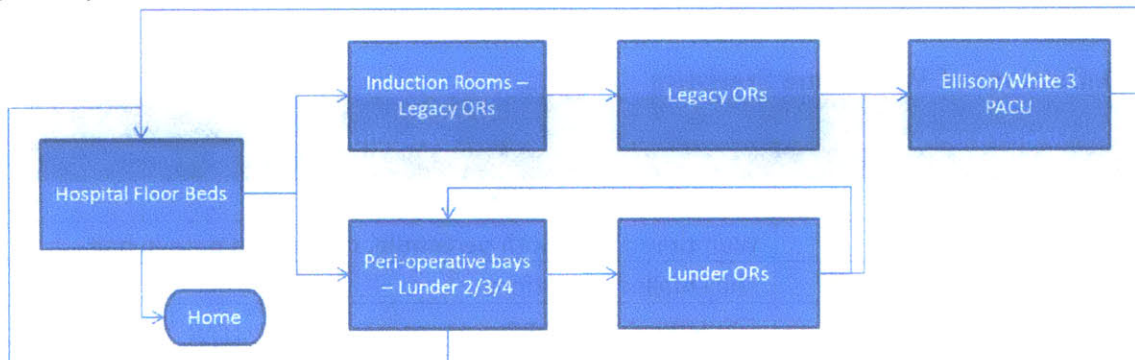 Induction Rooms –
Legacy ORs
Legacy ORs
Ellison/White 3
PACU
Hospital Floor Beds
Peri-operative bays
– Lunder 2/3/4
Lunder ORs
Home